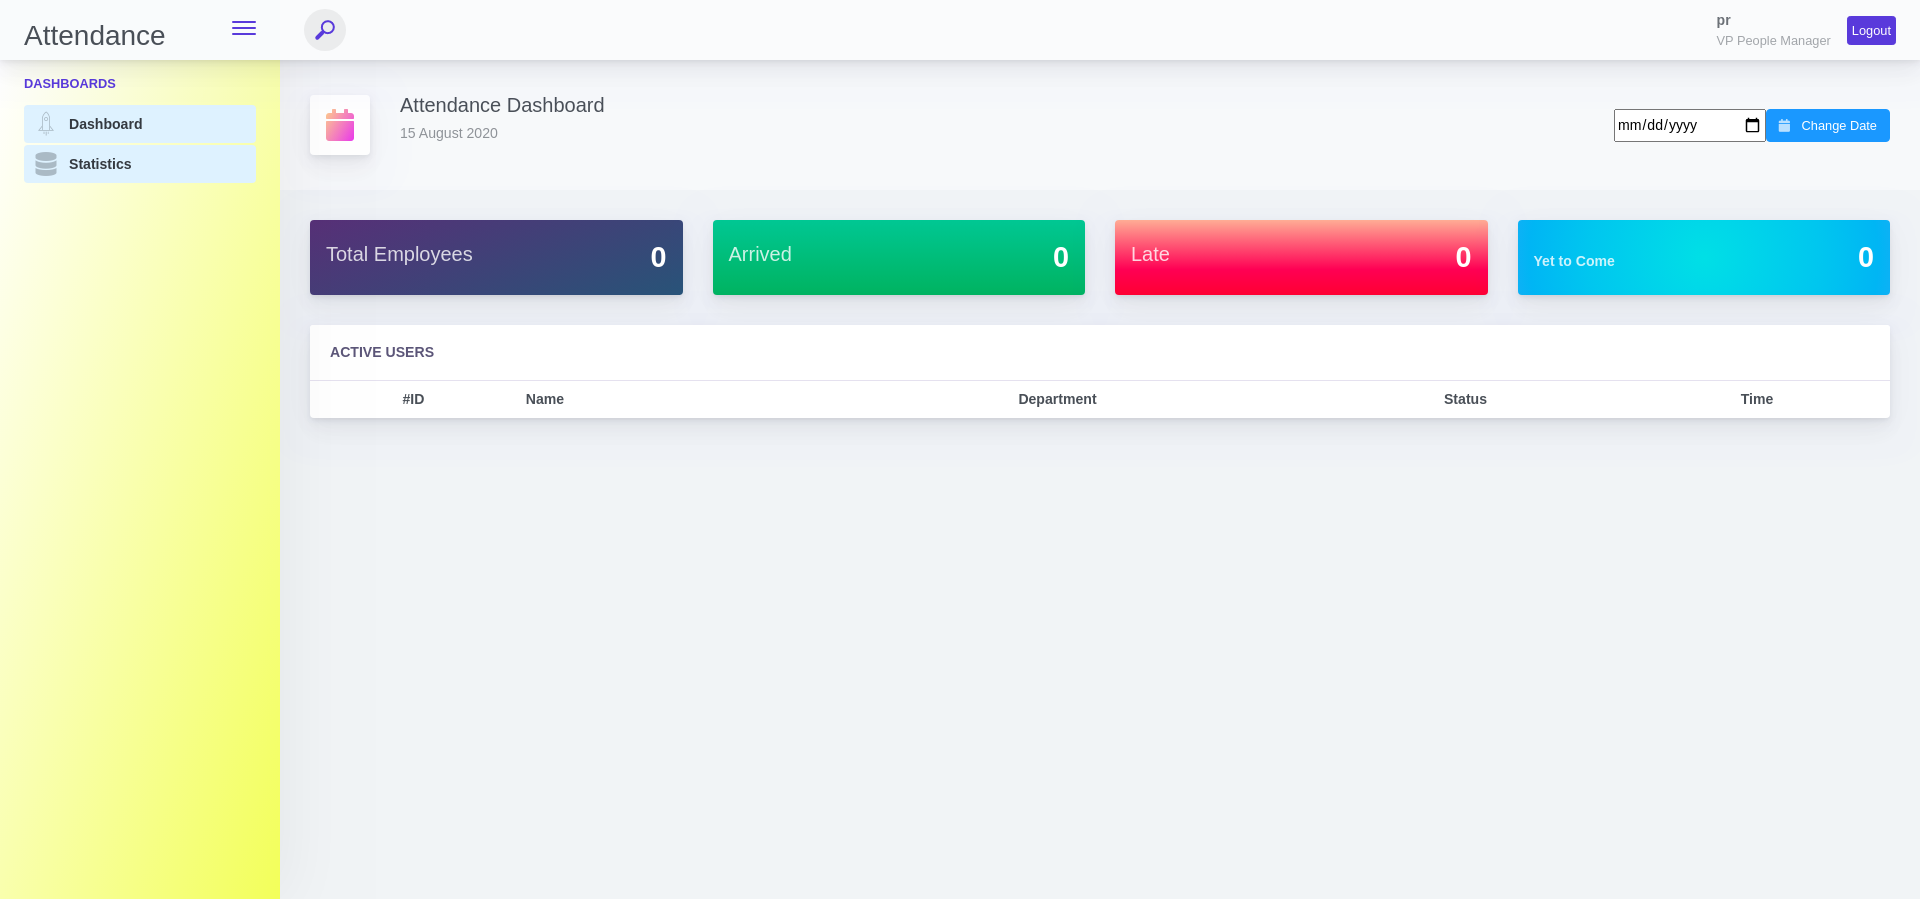 Attendance
pr
VP People Manager
Logout
DASHBOARDS
Dashboard
Statistics
Attendance Dashboard
15 August 2020
mm/dd/yyyy
Change Date
Total Employees
0
Arrived
0
Late
0
Yet to Come
0
ACTIVE USERS
#ID Name Department Status Time